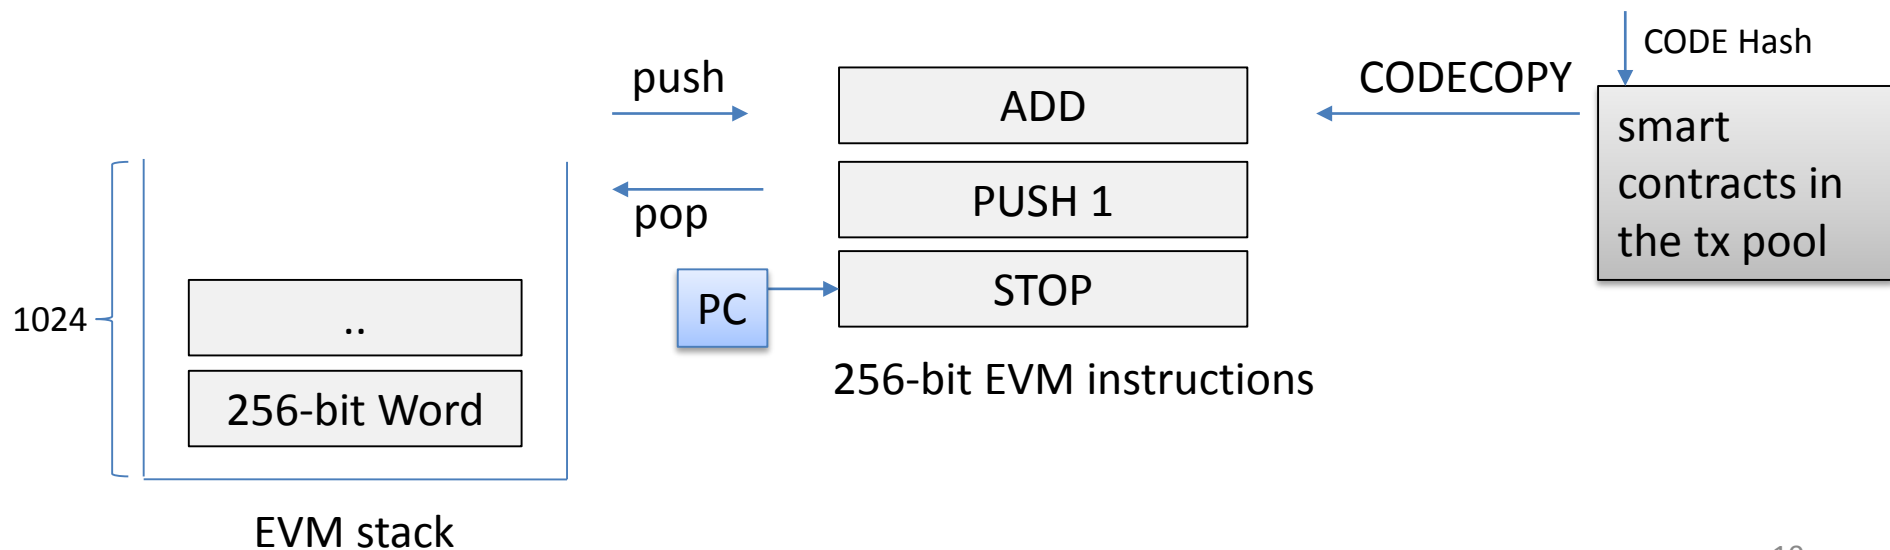 CODE Hash
push
ADD
CODECOPY
smart
contracts in
the tx pool
PUSH 1
pop
STOP
PC
1024
..
256-bit Word
256-bit EVM instructions
EVM stack